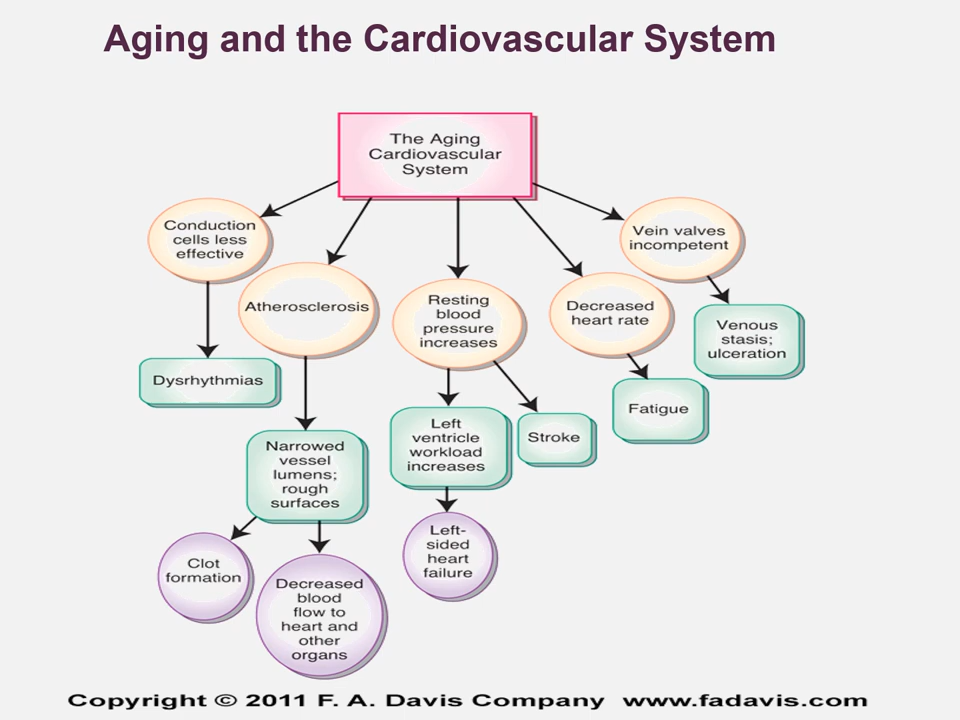 Aging and the Cardiovascular System
The Aging
Cardiovascular
System
Conduction
cells less
effective
Atherosclerosis
Resting
blood
pressure
increases
Decreased
heart rate
Vein valves
incompetent
Dysrhythmias
Narrowed
vessel
lumens;
rough
surfaces
Left
ventricle
workload
increases
Stroke
Fatigue
Venous
stasis;
ulceration
Clot
formation
Decreased
blood
flow to
heart and
other
organs
Left-
sided
heart
failure
Copyright © 2011 F. A. Davis Company www.fadavis.com